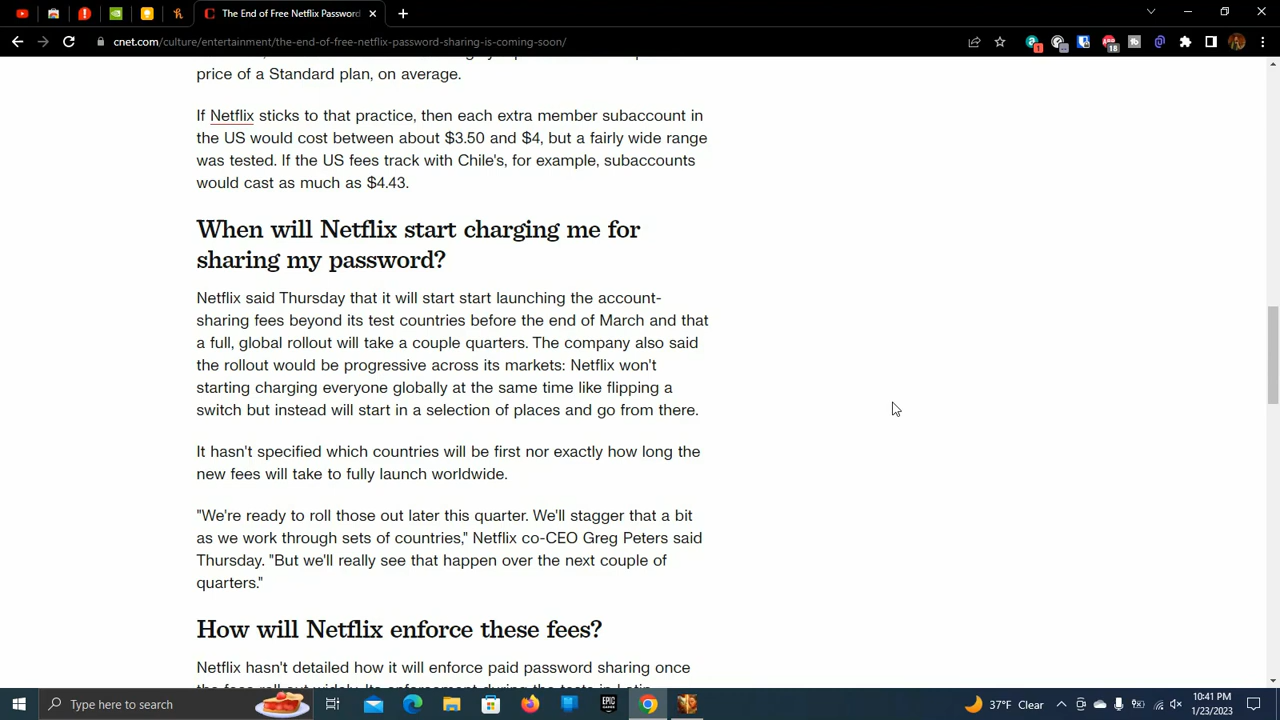 The End of Free Netflix Password
cnet.com/culture/entertainment/the-end-of-free-netflix-password-sharing-is-coming-soon/
1
18
price of a Standard plan, on average.
If Netflix sticks to that practice, then each extra member subaccount in
the US would cost between about $3.50 and $4, but a fairly wide range
was tested. If the US fees track with Chile's, for example, subaccounts
would cast as much as $4.43.
When will Netflix start charging me for
sharing my password?
Netflix said Thursday that it will start start launching the account-
sharing fees beyond its test countries before the end of March and that
a full, global rollout will take a couple quarters. The company also said
the rollout would be progressive across its markets: Netflix won't
starting charging everyone globally at the same time like flipping a
switch but instead will start in a selection of places and go from there.
It hasn't specified which countries will be first nor exactly how long the
new fees will take to fully launch worldwide.
"We're ready to roll those out later this quarter. We'll stagger that a bit
as we work through sets of countries," Netflix co-CEO Greg Peters said
Thursday. "But we'll really see that happen over the next couple of
quarters."
How will Netflix enforce these fees?
Netflix hasn't detailed how it will enforce paid password sharing once
Type here to search
EPIC
37°F Clear
10:41 PM
1/23/2023